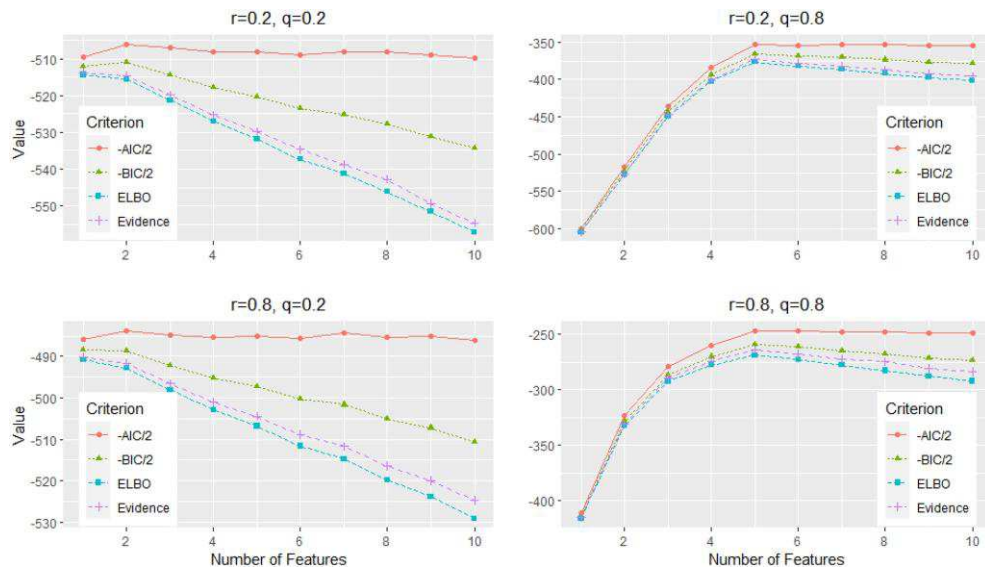 r=0.2, q=0.2
-510
-520
-530
-540
-550
Value
Criterion
-AIC/2
-BIC/2
ELBO
Evidence
2 4 6 8 10
r=0.2, q=0.8
-350
-400
-450
-500
-550
-600
Criterion
-AIC/2
-BIC/2
ELBO
Evidence
2 4 6 8 10
r=0.8, q=0.2
-490
-500
-510
-520
-530
Value
Criterion
-AIC/2
-BIC/2
ELBO
Evidence
2 4 6 8 10
Number of Features
r=0.8, q=0.8
-250
-300
-350
-400
Criterion
-AIC/2
-BIC/2
ELBO
Evidence
2 4 6 8 10
Number of Features